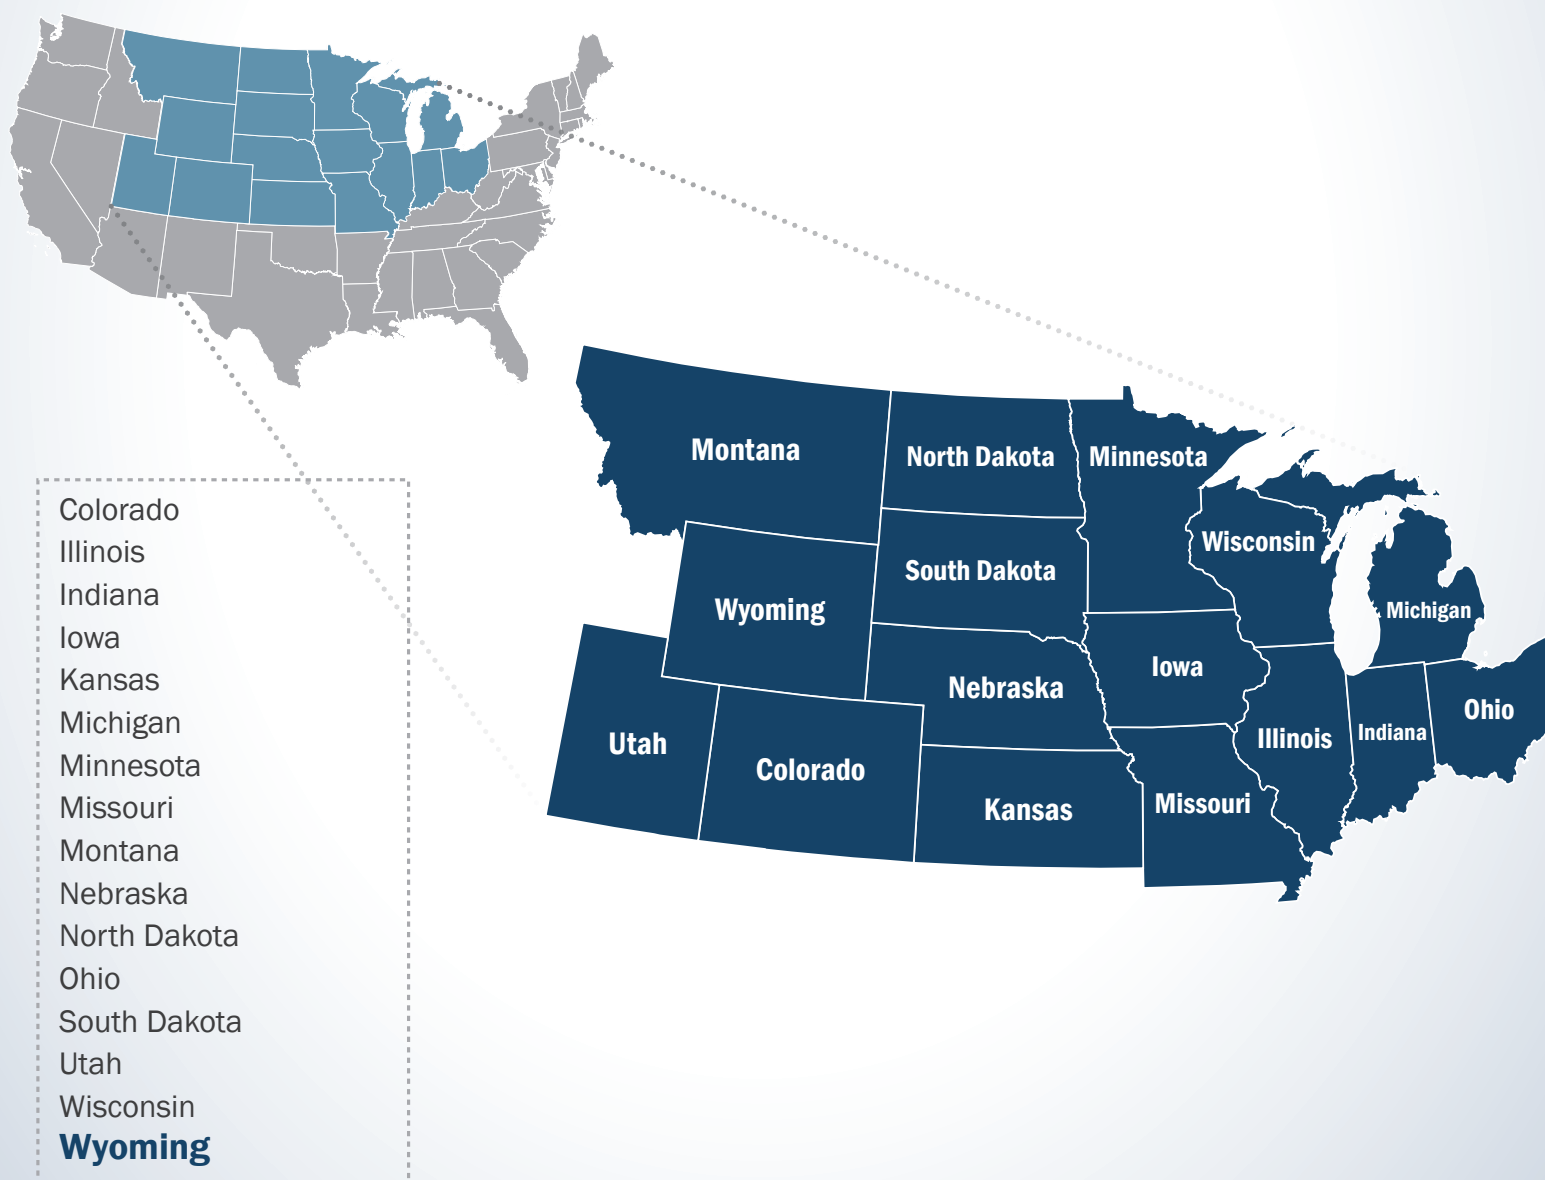 Montana
North Dakota
Minnesota
Wisconsin
South Dakota
Wyoming
Michigan
Iowa
Nebraska
Ohio
Utah
Illinois
Indiana
Colorado
Kansas
Missouri
Colorado
Illinois
Indiana
Iowa
Kansas
Michigan
Minnesota
Missouri
Montana
Nebraska
North Dakota
Ohio
South Dakota
Utah
Wisconsin
Wyoming